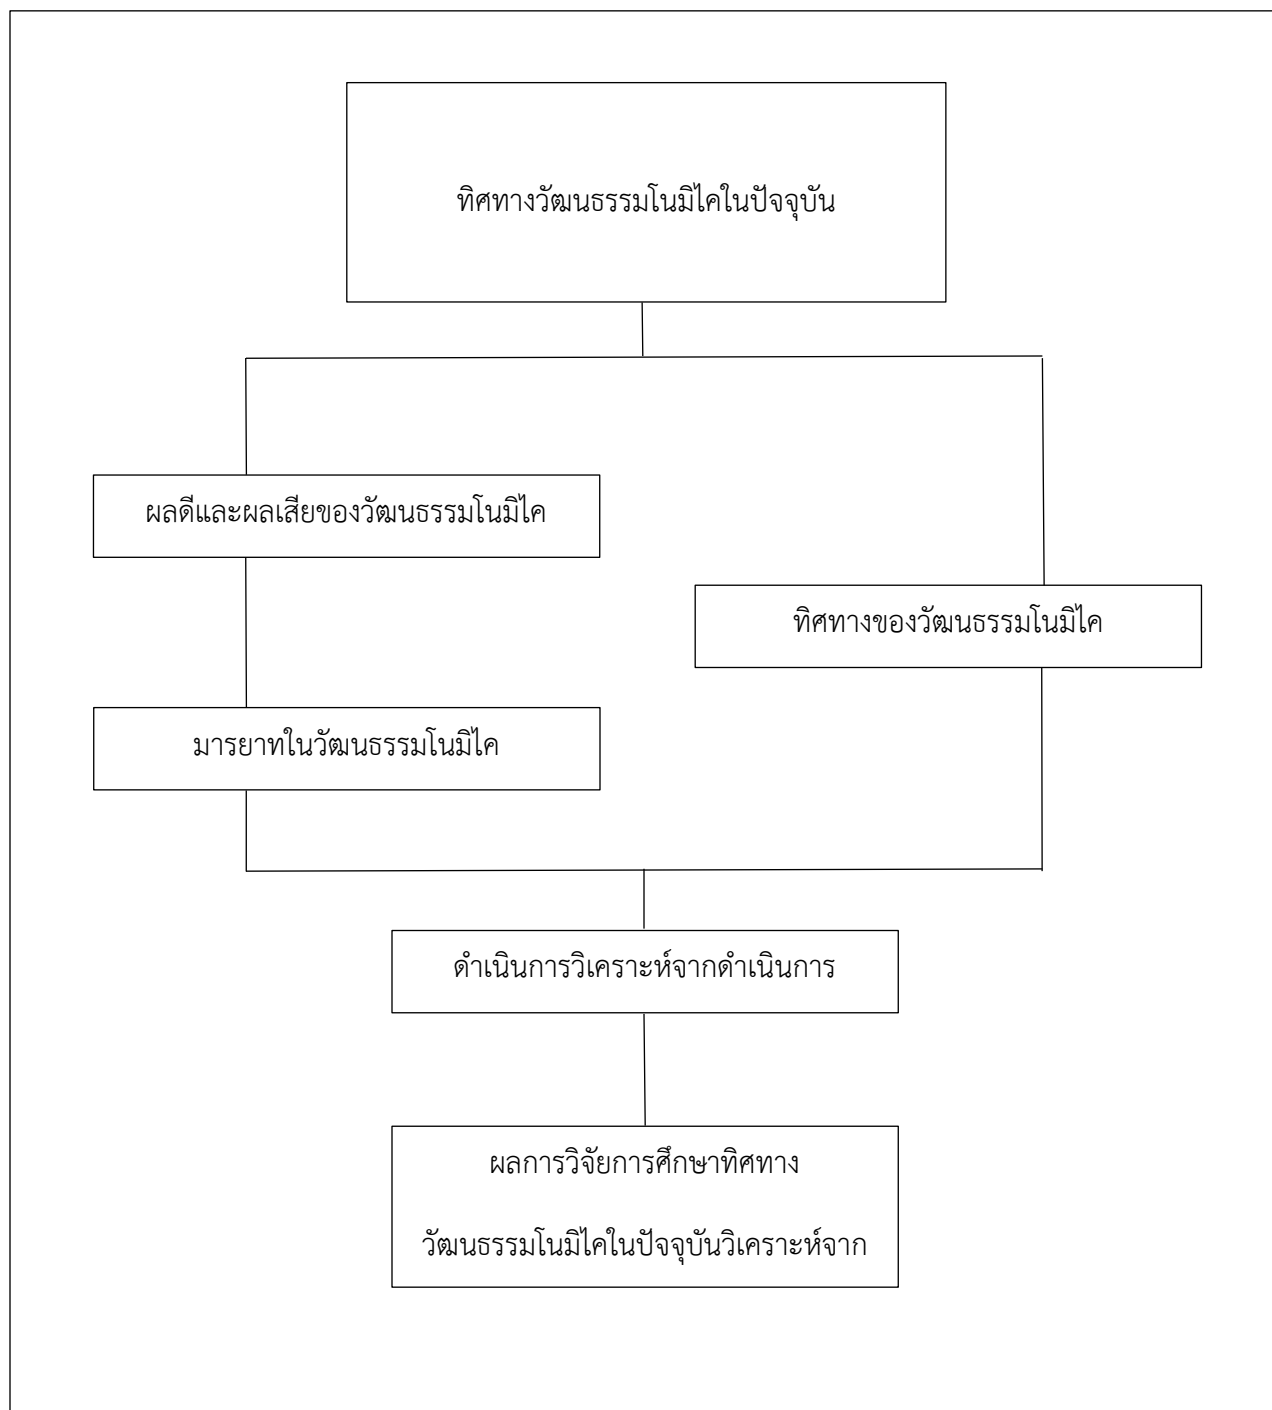 ทิศทางวัฒนธรรมโนมิไคในปัจจุบัน
ผลดีและผลเสียของวัฒนธรรมโนมิไค
ทิศทางของวัฒนธรรมโนมิไค
มารยาทในวัฒนธรรมโนมิไค
ดำเนินการวิเคราะห์จากดำเนินการ
ผลการวิจัยการศึกษาทิศทาง
วัฒนธรรมโนมิไคในปัจจุบันวิเคราะห์จาก